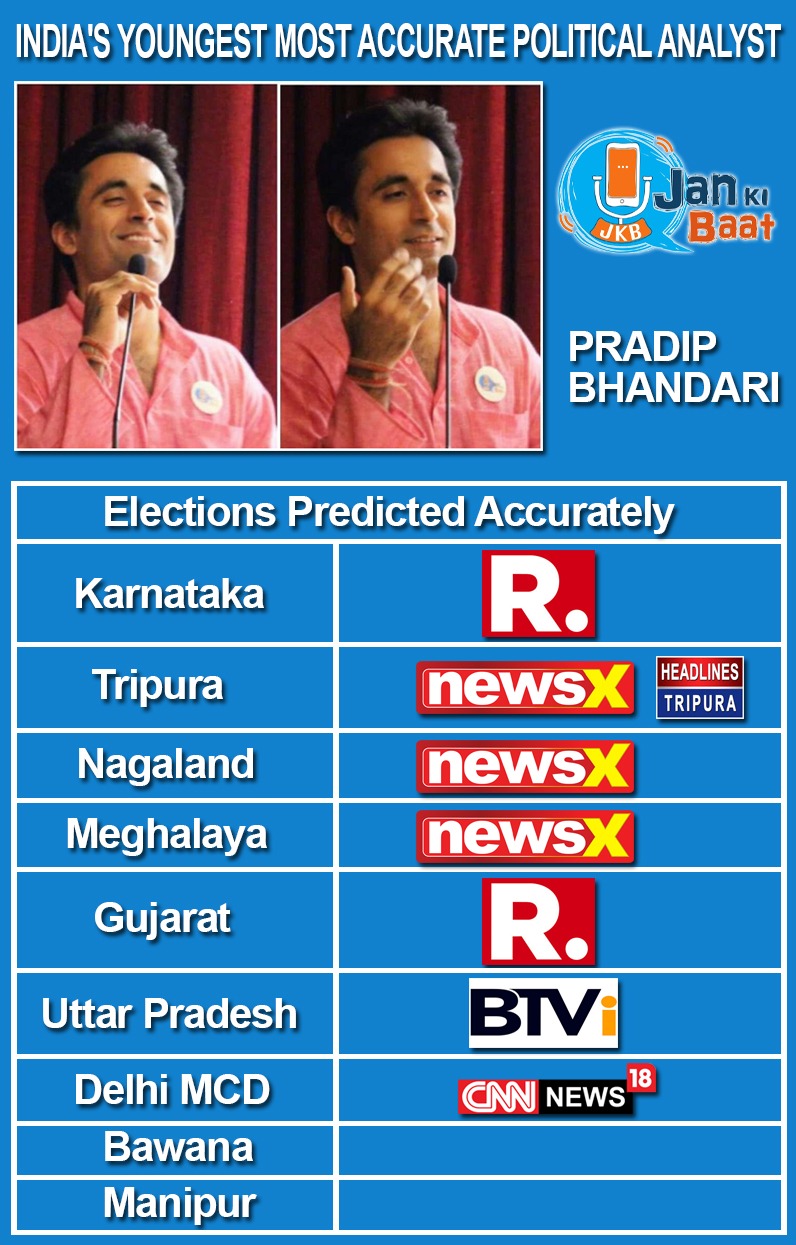 INDIA'S YOUNGEST MOST ACCURATE POLITICAL ANALYST
Jan KI
Baat
JKB
PRADIP
BHANDARI
Elections Predicted Accurately
Karnataka
R.
Tripura
newsX
HEADLINES
TRIPURA
Nagaland
newsX
Meghalaya
newsX
Gujarat
R.
Uttar Pradesh
BTVi
Delhi MCD
CNN NEWS 18
Bawana
Manipur